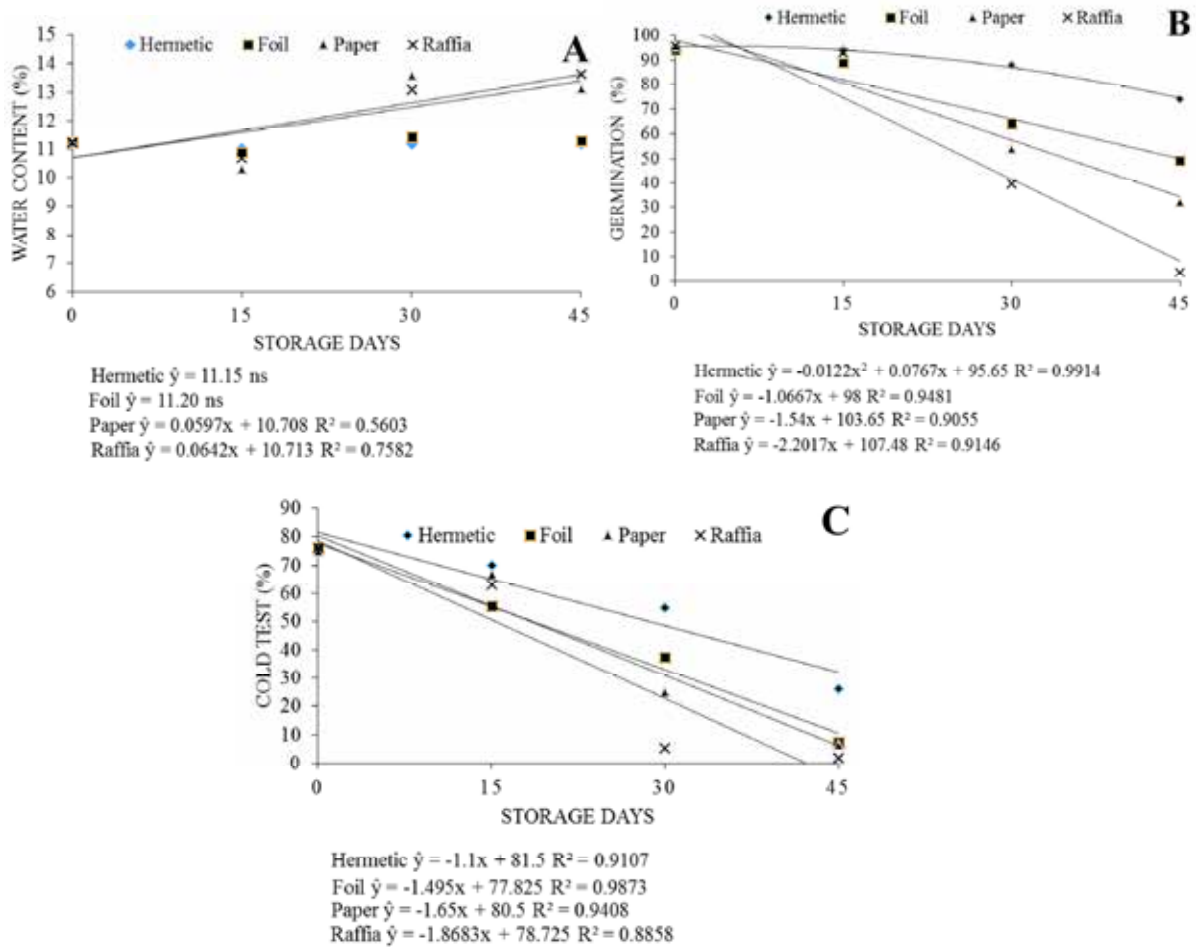 A
Hermetic Foil Paper Raffia
WATER CONTENT (%)
15
14
13
12
11
10
9
8
7
6
0 15 30 45
STORAGE DAYS
Hermetic ŷ = 11.15 ns
Foil ŷ = 11.20 ns
Paper ŷ = 0.0597x + 10.708 R² = 0.5603
Raffia ŷ = 0.0642x + 10.713 R² = 0.7582
B
Hermetic Foil Paper Raffia
GERMINATION (%)
100
90
80
70
60
50
40
30
20
10
0
0 15 30 45
STORAGE DAYS
Hermetic ŷ = -0.0122x² + 0.0767x + 95.65 R² = 0.9914
Foil ŷ = -1.0667x + 98 R² = 0.9481
Paper ŷ = -1.54x + 103.65 R² = 0.9055
Raffia ŷ = -2.2017x + 107.48 R² = 0.9146
C
Hermetic Foil Paper Raffia
COLD TEST (%)
90
80
70
60
50
40
30
20
10
0
0 15 30 45
STORAGE DAYS
Hermetic ŷ = -1.1x + 81.5 R² = 0.9107
Foil ŷ = -1.495x + 77.825 R² = 0.9873
Paper ŷ = -1.65x + 80.5 R² = 0.9408
Raffia ŷ = -1.8683x + 78.725 R² = 0.8858